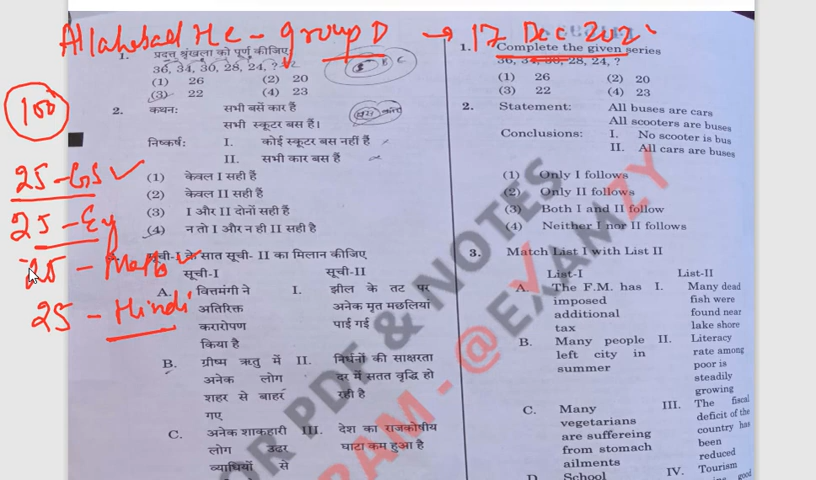 Allahabad Hc - group D → 17 Dec 202
100
25 - GS
25 - Eng
25 - Maths
25 - Hindi
1. प्रदत्त श्रृंखला को पूर्ण कीजिए
36, 34, 30, 28, 24, ?
(1) 26 (2) 20
(3) 22 (4) 23
2. कथन: सभी बसें कार हैं
सभी स्कूटर बस हैं।
निष्कर्ष: I. कोई स्कूटर बस नहीं हैं
II. सभी कार बस हैं
(1) केवल I सही हैं
(2) केवल II सही हैं
(3) I और II दोनों सही हैं
(4) न तो I और न ही II सही है
सूची-I के सात सूची- II का मिलान कीजिए
सूची-I सूची-II
A. वित्तमंगी ने I. झील के तट पर
अतिरिक्त अनेक मृत मछलियां
करारोपण पाई गई
किया है
B. ग्रीष्म ऋतु में II. निर्धनों की साक्षरता
अनेक लोग दर में सतत वृद्धि हो
शहर से बाहर रही है
गए
C. अनेक शाकहारी III. देश का राजकोषीय
लोग उदर घाटा कम हुआ है
व्याधियों से
1. Complete the given series
36, 34, 30, 28, 24, ?
(1) 26 (2) 20
(3) 22 (4) 23
2. Statement: All buses are cars
All scooters are buses
Conclusions: I. No scooter is bus
II. All cars are buses
(1) Only I follows
(2) Only II follows
(3) Both I and II follow
(4) Neither I nor II follows
3. Match List I with List II
List-I List-II
A. The F.M. has I. Many dead
imposed fish were
additional found near
tax lake shore
B. Many people II. Literacy
left city in rate among
summer poor is
steadily
growing
C. Many III. The fiscal
vegetarians deficit of the
are suffereing country has
from stomach been
ailments reduced
D. School IV. Tourism
good
OR PDF & NOTES
RAM - @EXAMZY